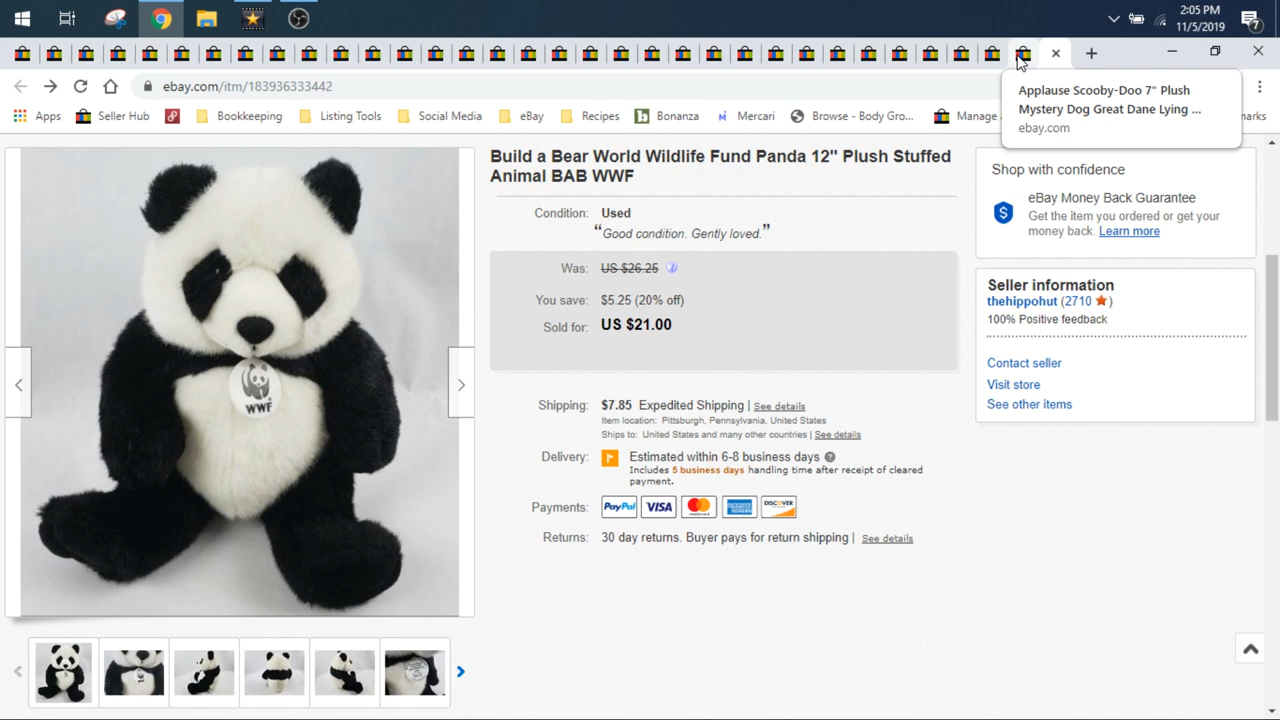 2:05 PM
11/5/2019
7
ebay.com/itm/183936333442
Apps
Seller Hub
Bookkeeping
Listing Tools
Social Media
eBay
Recipes
Bonanza
Mercari
Browse - Body Gro...
Manage
Applause Scooby-Doo 7" Plush
Mystery Dog Great Dane Lying ...
ebay.com
Build a Bear World Wildlife Fund Panda 12" Plush Stuffed
Animal BAB WWF
Condition: Used
“Good condition. Gently loved.”
Was: US $26.25
You save: $5.25 (20% off)
Sold for: US $21.00
Shipping: $7.85 Expedited Shipping | See details
Item location: Pittsburgh, Pennsylvania, United States
Ships to: United States and many other countries | See details
Delivery: Estimated within 6-8 business days
Includes 5 business days handling time after receipt of cleared
payment.
Payments: PayPal VISA MasterCard AMERICAN EXPRESS DISCOVER
Returns: 30 day returns. Buyer pays for return shipping | See details
Shop with confidence
eBay Money Back Guarantee
Get the item you ordered or get your
money back. Learn more
Seller information
thehippohut (2710 )
100% Positive feedback
Contact seller
Visit store
See other items
WWF